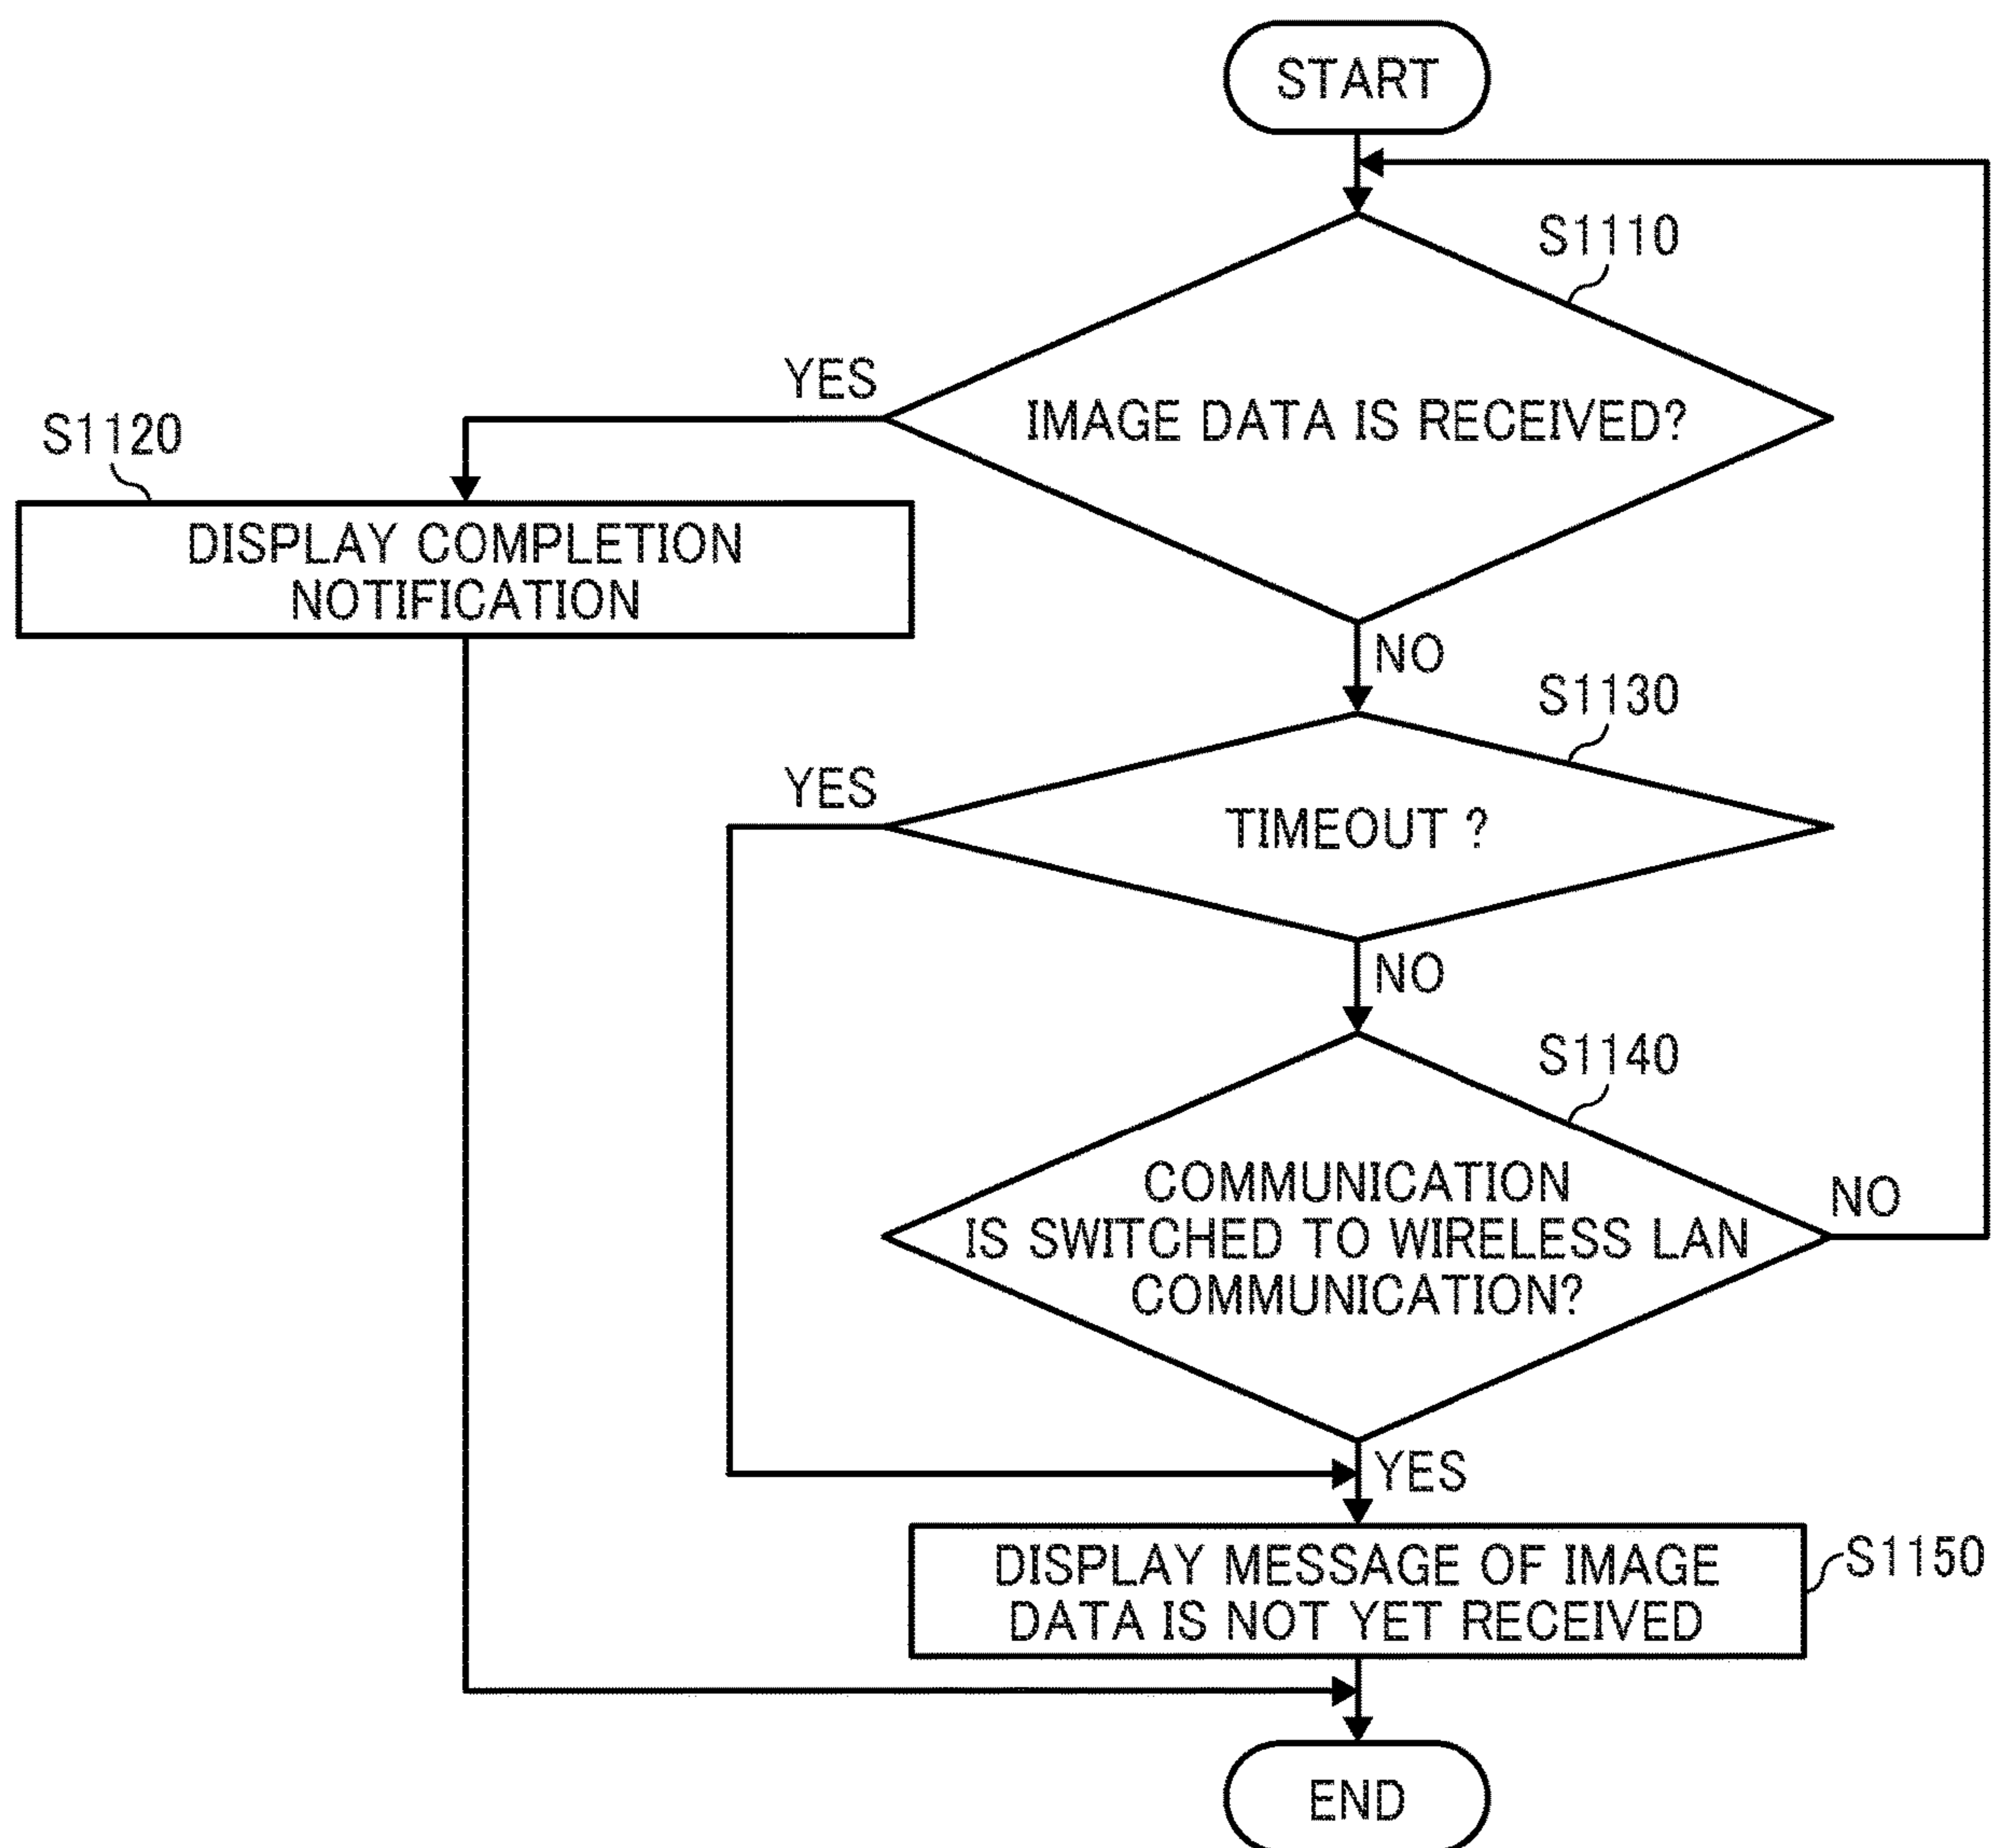 START
S1110
YES
IMAGE DATA IS RECEIVED?
S1120
DISPLAY COMPLETION
NOTIFICATION
NO
S1130
YES
TIMEOUT ?
NO
S1140
COMMUNICATION
IS SWITCHED TO WIRELESS LAN
COMMUNICATION?
NO
YES
DISPLAY MESSAGE OF IMAGE
DATA IS NOT YET RECEIVED
S1150
END